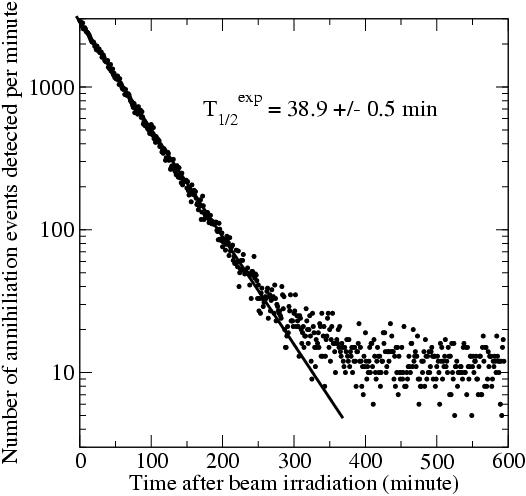 Number of annihiliation events detected per minute
1000
100
10
T1/2exp = 38.9 +/- 0.5 min
0 100 200 300 400 500 600
Time after beam irradiation (minute)